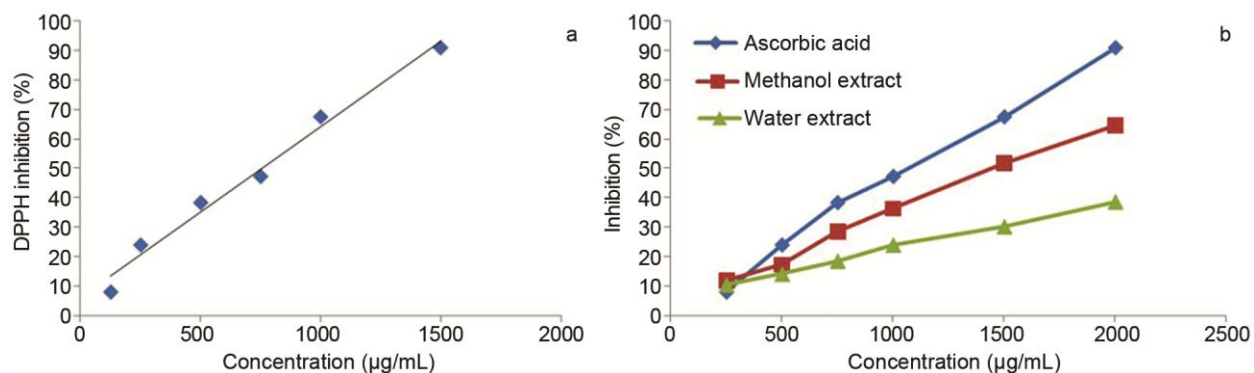 a
100
90
80
70
60
50
40
30
20
10
0
DPPH inhibition (%)
0 500 1000 1500 2000
Concentration (µg/mL)
b
100
90
80
70
60
50
40
30
20
10
0
Inhibition (%)
Ascorbic acid
Methanol extract
Water extract
0 500 1000 1500 2000 2500
Concentration (µg/mL)